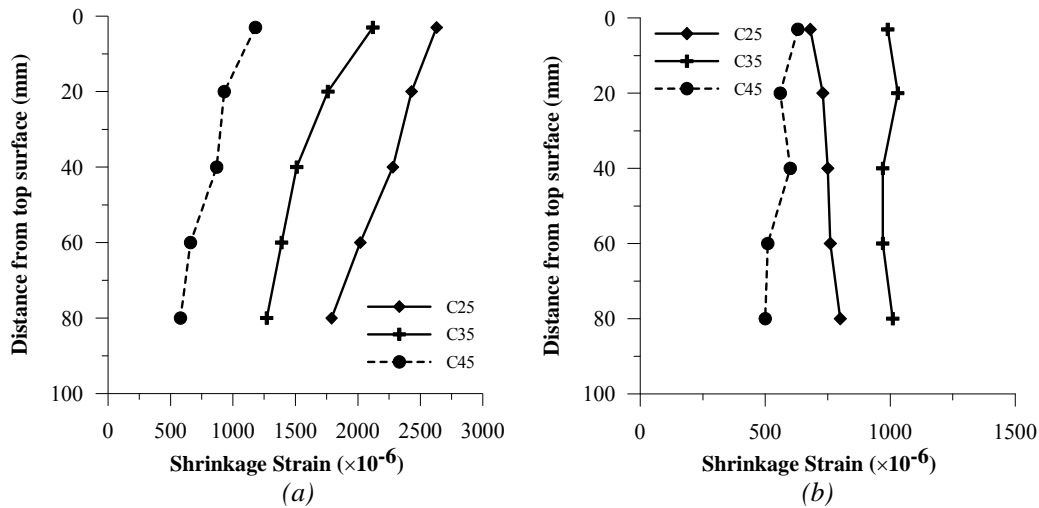 0
20
40
60
80
100
Distance from top surface (mm)
C25
C35
C45
0 500 1000 1500 2000 2500 3000
Shrinkage Strain (×10-6)
(a)
0
20
40
60
80
100
Distance from top surface (mm)
C25
C35
C45
0 500 1000 1500
Shrinkage Strain (×10-6)
(b)